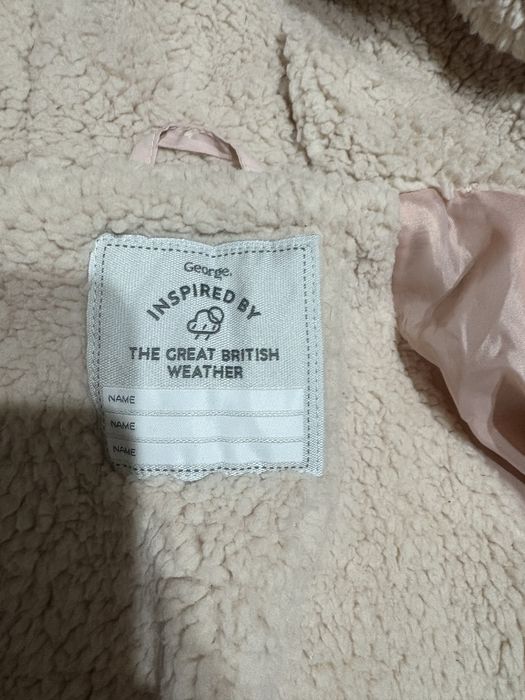 George.
INSPIRED BY
THE GREAT BRITISH
WEATHER
NAME
NAME
NAME